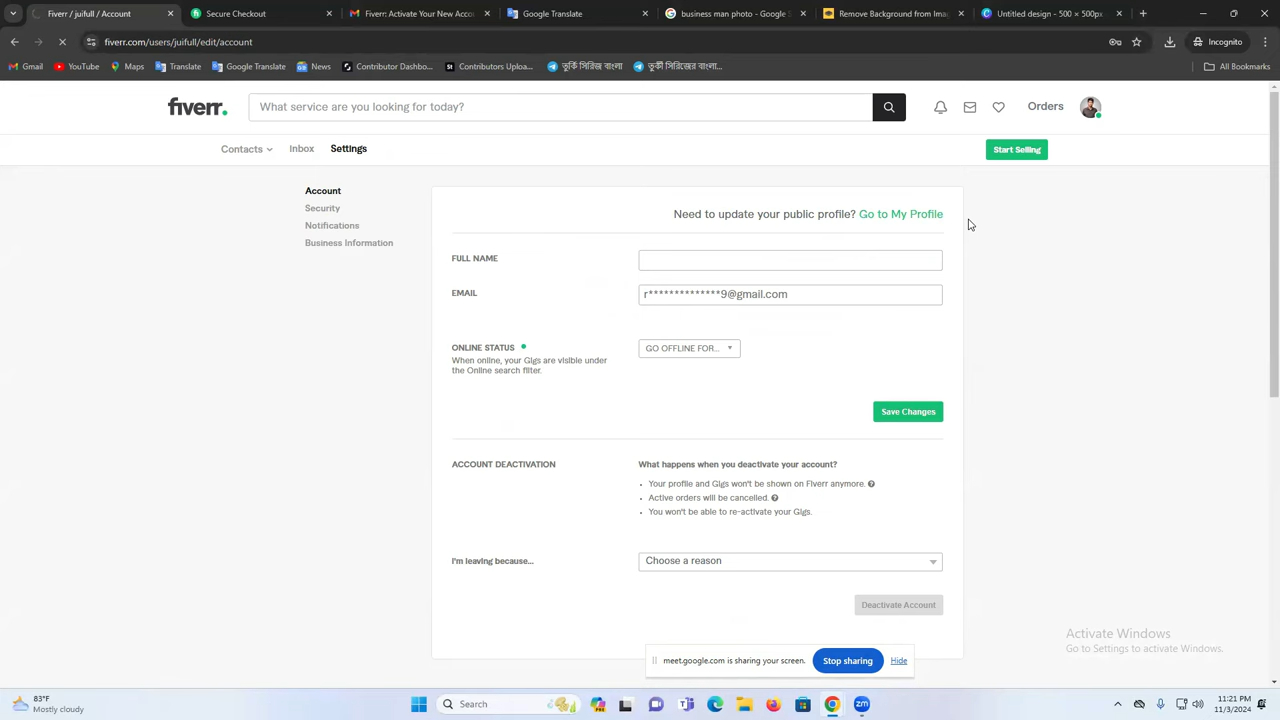 Fiverr / juifull / Account
Secure Checkout
Fiverr: Activate Your New Acco
Google Translate
business man - Google S
Remove Background from Imag
Untitled design - 500 × 500px
fiverr.com/users/juifull/edit/account
Incognito
Gmail
YouTube
Maps
Translate
Google Translate
News
Contributor Dashbo...
Contributors Uploa...
তুর্কি সিরিজ বাংলা
তুর্কী সিরিজের বাংলা...
All Bookmarks
fiverr.
What service are you looking for today?
Orders
Contacts
Inbox
Settings
Start Selling
Account
Security
Notifications
Business Information
Need to update your public profile? Go to My Profile
FULL NAME
EMAIL
r**************9@gmail.com
ONLINE STATUS
When online, your Gigs are visible under
the Online search filter.
GO OFFLINE FOR...
Save Changes
ACCOUNT DEACTIVATION
What happens when you deactivate your account?
Your profile and Gigs won't be shown on Fiverr anymore.
Active orders will be cancelled.
You won't be able to re-activate your Gigs.
I'm leaving because...
Choose a reason
Deactivate Account
Activate Windows
Go to Settings to activate Windows.
meet.google.com is sharing your screen.
Stop sharing
Hide
83°F
Mostly cloudy
Search
zm
11:21 PM
11/3/2024